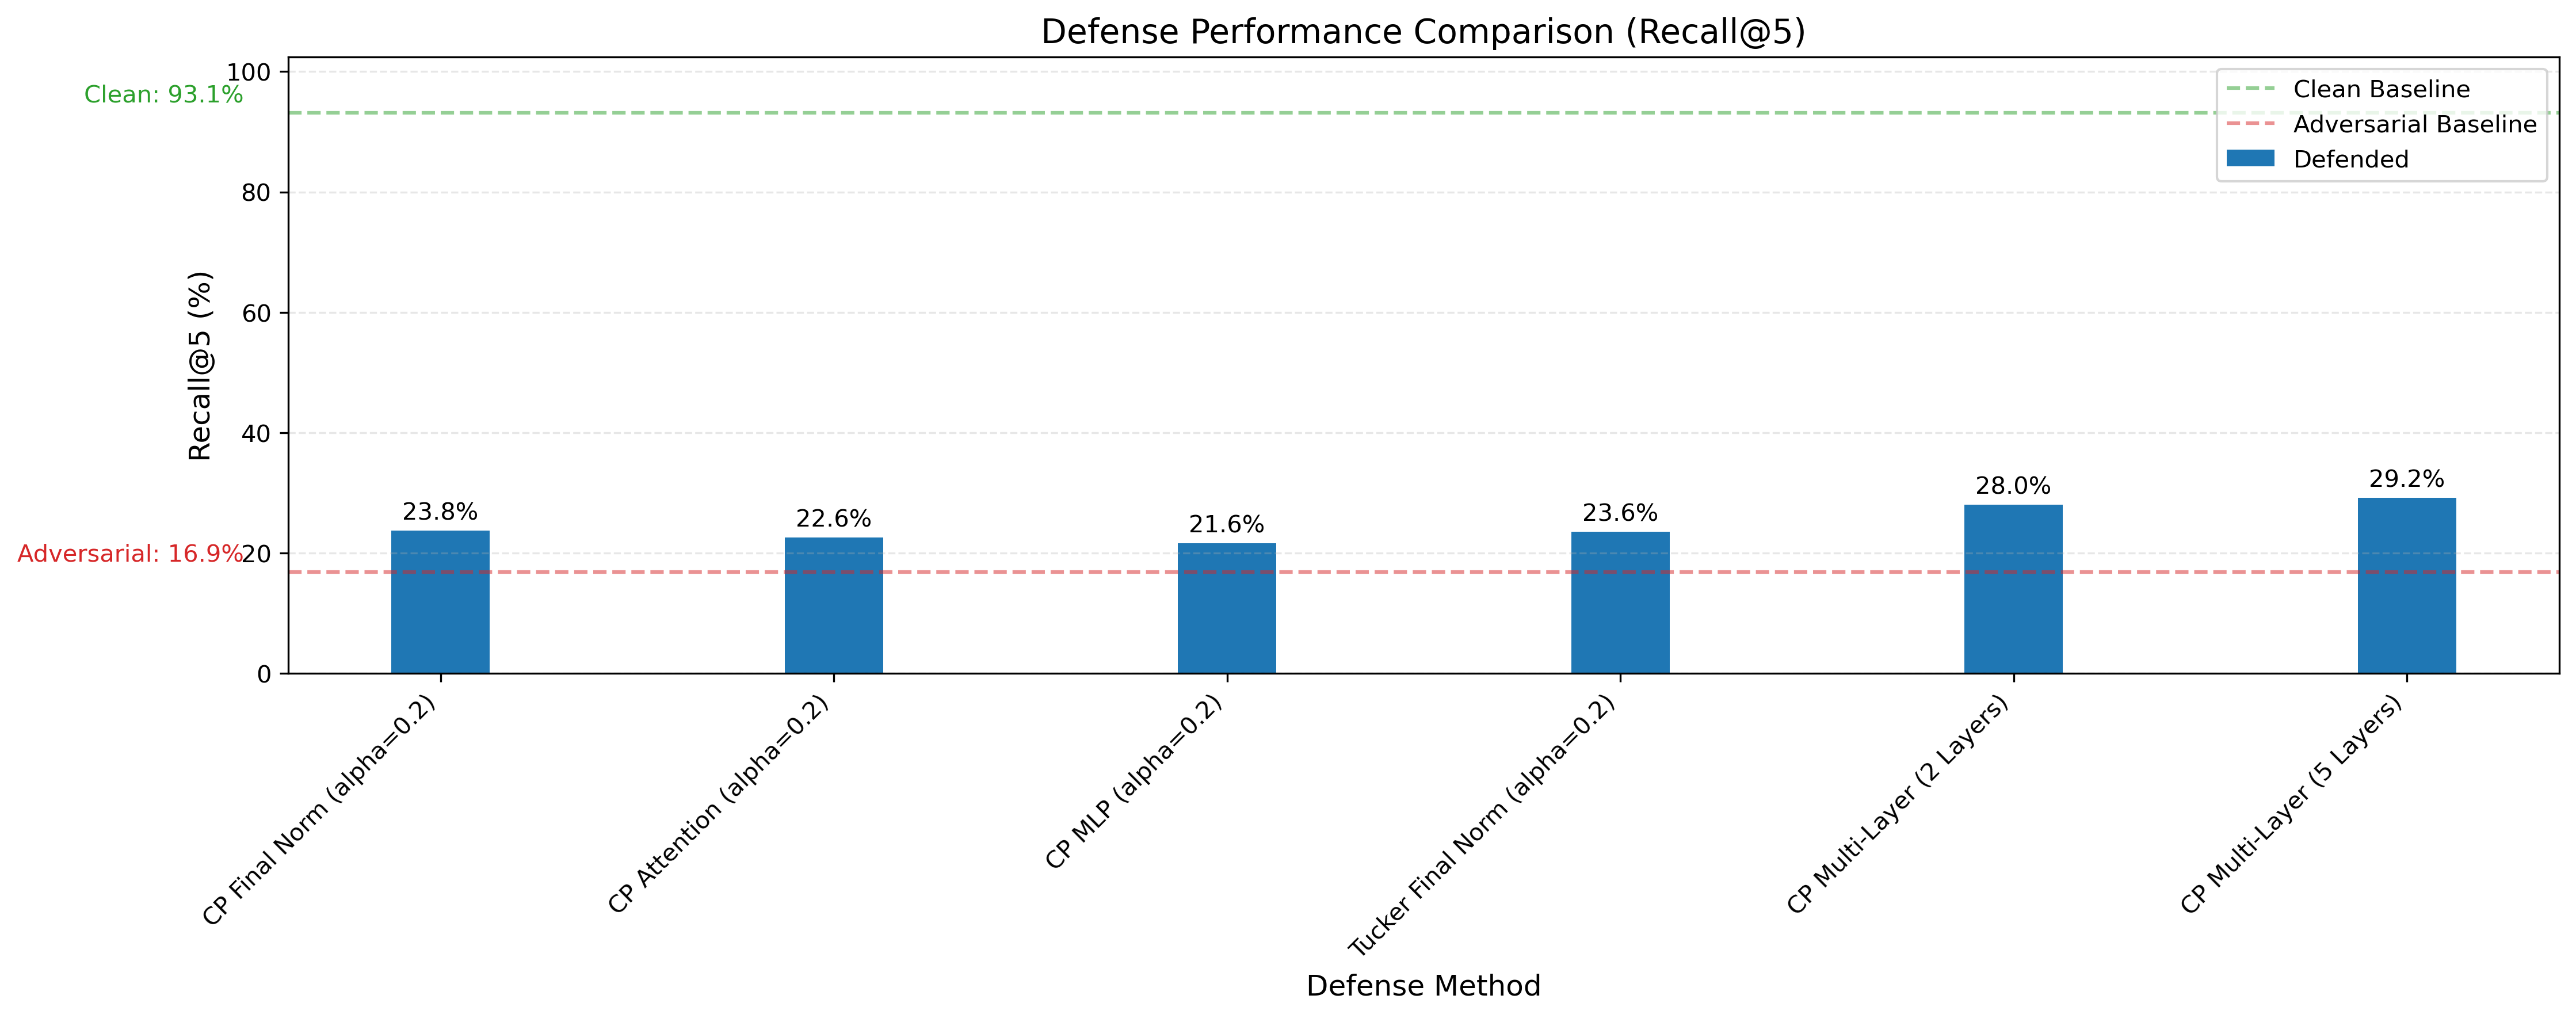 Defense Performance Comparison (Recall@5)
Clean: 93.1%
Adversarial: 16.9%
Recall@5 (%)
100
80
60
40
20
0
Clean Baseline
Adversarial Baseline
Defended
23.8%
22.6%
21.6%
23.6%
28.0%
29.2%
CP Final Norm (alpha=0.2)
CP Attention (alpha=0.2)
CP MLP (alpha=0.2)
Tucker Final Norm (alpha=0.2)
CP Multi-Layer (2 Layers)
CP Multi-Layer (5 Layers)
Defense Method